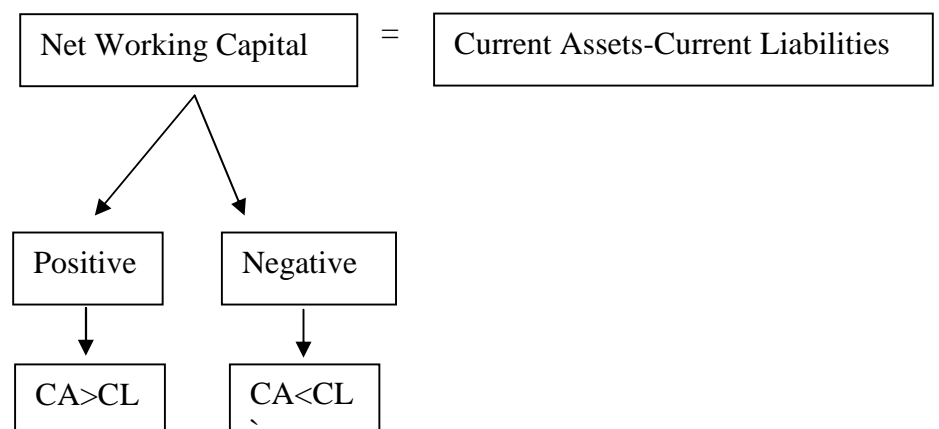 Net Working Capital = Current Assets-Current Liabilities
Positive Negative
CA>CL CA<CL
`